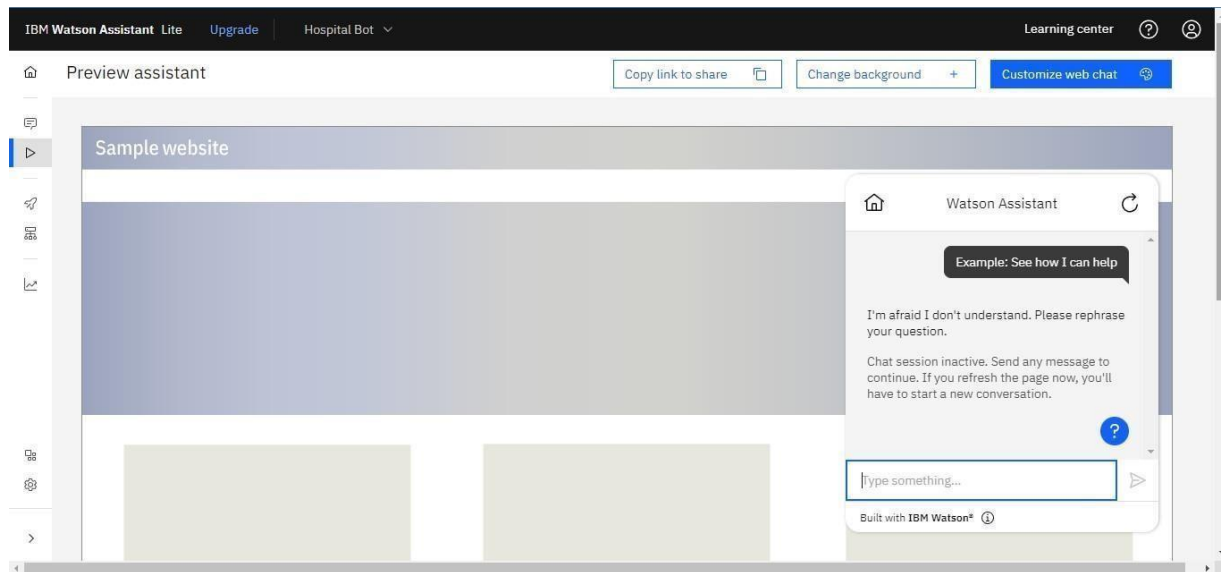 IBM Watson Assistant Lite Upgrade Hospital Bot Learning center
Preview assistant Copy link to share Change background + Customize web chat
Sample website
Watson Assistant
Example: See how I can help
I'm afraid I don't understand. Please rephrase
your question.
Chat session inactive. Send any message to
continue. If you refresh the page now, you'll
have to start a new conversation.
?
Type something...
Built with IBM Watson®